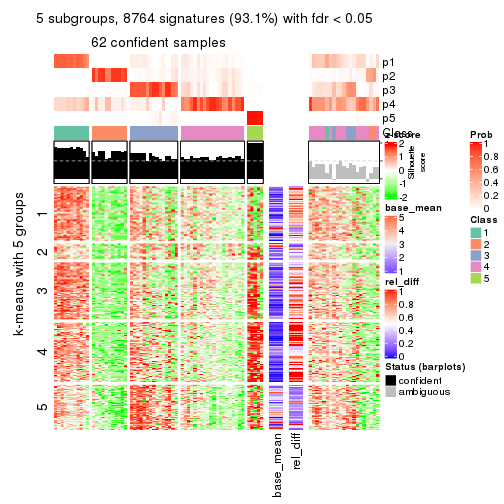 5 subgroups, 8764 signatures (93.1%) with fdr < 0.05
62 confident samples
p1
p2
p3
p4
p5
Class
z-score
2
1
0
-1
-2
Silhouette
score
Prob
1
0.8
0.6
0.4
0.2
0
Class
1
2
3
4
5
base_mean
5
4
3
2
1
rel_diff
1
0.8
0.6
0.4
0.2
0
Status (barplots)
confident
ambiguous
k-means with 5 groups
1
2
3
4
5
base_mean
rel_diff